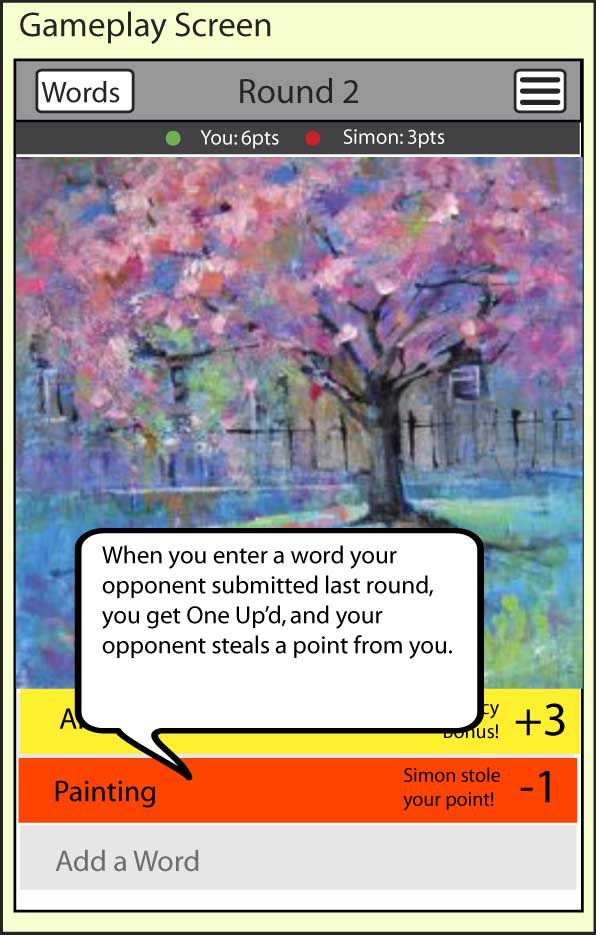 Gameplay Screen
Words
Round 2
You: 6pts Simon: 3pts
When you enter a word your
opponent submitted last round,
you get One Up’d, and your
opponent steals a point from you.
+3
Bonus!
Painting
Simon stole
your point!
-1
Add a Word